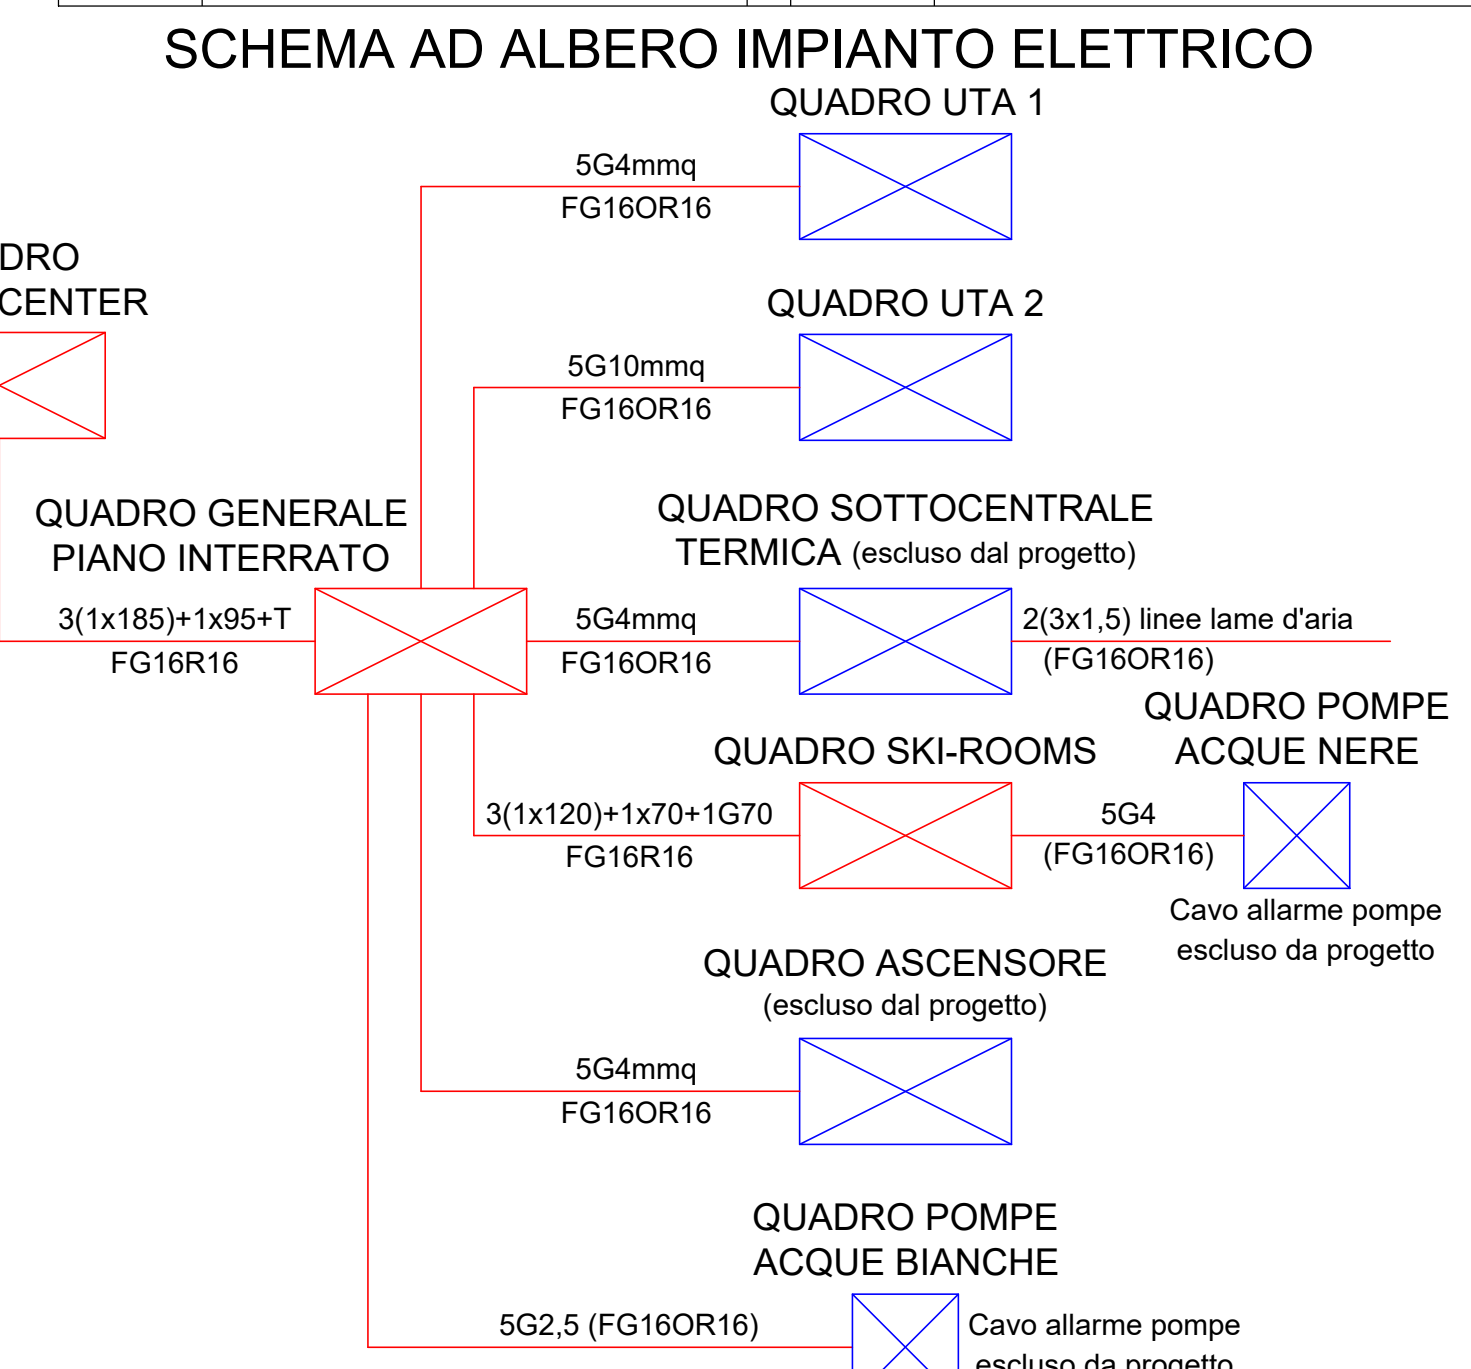 SCHEMA AD ALBERO IMPIANTO ELETTRICO
QUADRO UTA 1
5G4mmq
FG16OR16
DRO
CENTER
QUADRO UTA 2
5G10mmq
FG16OR16
QUADRO GENERALE
PIANO INTERRATO
3(1x185)+1x95+T
FG16R16
QUADRO SOTTOCENTRALE
TERMICA (escluso dal progetto)
5G4mmq
FG16OR16
2(3x1,5) linee lame d'aria
(FG16OR16)
QUADRO SKI-ROOMS
3(1x120)+1x70+1G70
FG16R16
QUADRO POMPE
ACQUE NERE
5G4
(FG16OR16)
Cavo allarme pompe
escluso da progetto
QUADRO ASCENSORE
(escluso dal progetto)
5G4mmq
FG16OR16
QUADRO POMPE
ACQUE BIANCHE
5G2,5 (FG16OR16)
Cavo allarme pompe
escluso da progetto